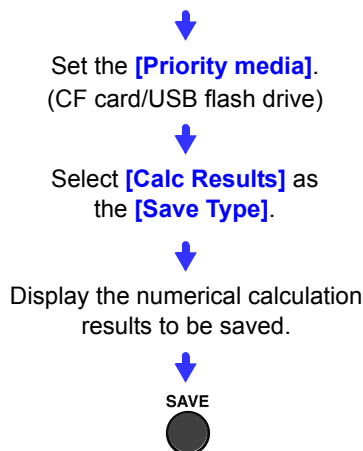 Set the [Priority media].
(CF card/USB flash drive)
Select [Calc Results] as
the [Save Type].
Display the numerical calculation
results to be saved.
SAVE